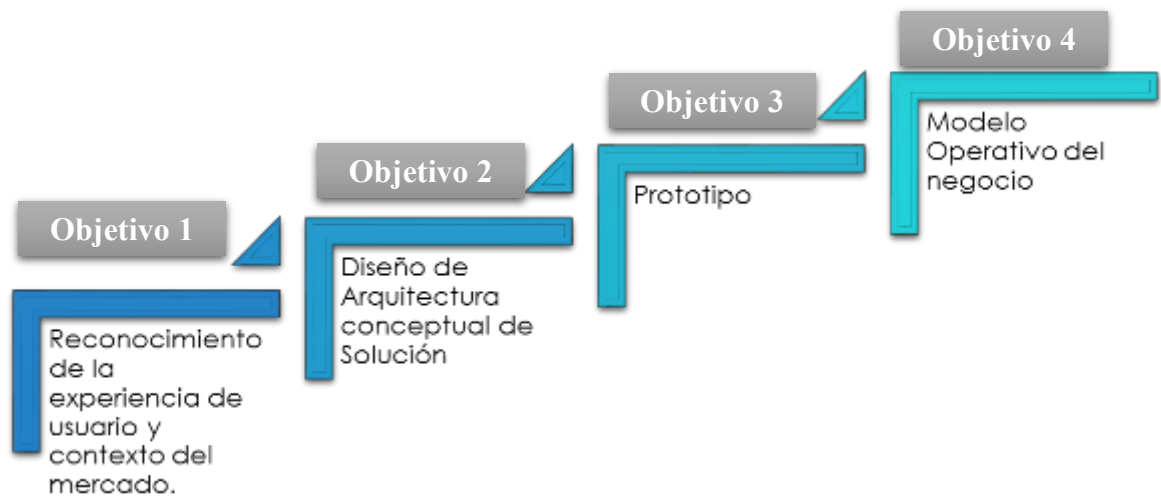 Objetivo 1
Reconocimiento
de la
experiencia de
usuario y
contexto del
mercado.
Objetivo 2
Diseño de
Arquitectura
conceptual de
Solución
Objetivo 3
Prototipo
Objetivo 4
Modelo
Operativo del
negocio